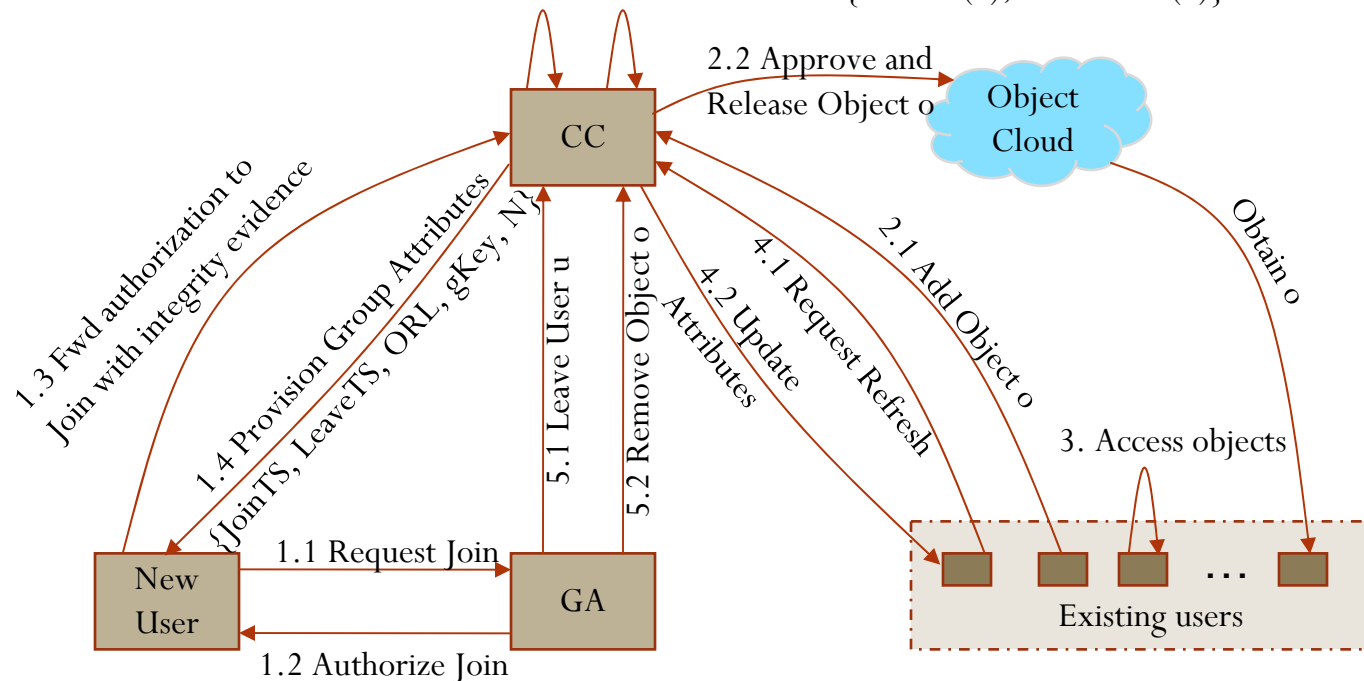 2.2 Approve and
Release Object o
Object
Cloud
CC
1.3 Fwd authorization to
Join with integrity evidence
1.4 Provision Group Attributes
{JoinTS, LeaveTS, ORL, gKey, N}
5.1 Leave User u
5.2 Remove Object o
4.2 Update
Attributes
4.1 Request Refresh
2.1 Add Object o
Obtain o
3. Access objects
New
User
1.1 Request Join
GA
1.2 Authorize Join
...
Existing users